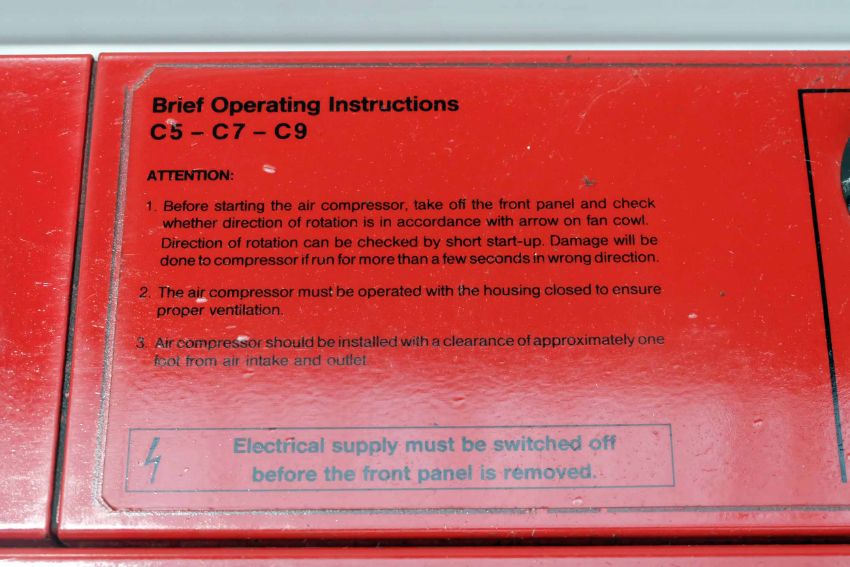 Brief Operating Instructions
C5 – C7 – C9
ATTENTION:
1. Before starting the air compressor, take off the front panel and check
whether direction of rotation is in accordance with arrow on fan cowl.
Direction of rotation can be checked by short start-up. Damage will be
done to compressor if run for more than a few seconds in wrong direction.
2. The air compressor must be operated with the housing closed to ensure
proper ventilation.
3. Air compressor should be installed with a clearance of approximately one
foot from air intake and outlet.
Electrical supply must be switched off
before the front panel is removed.